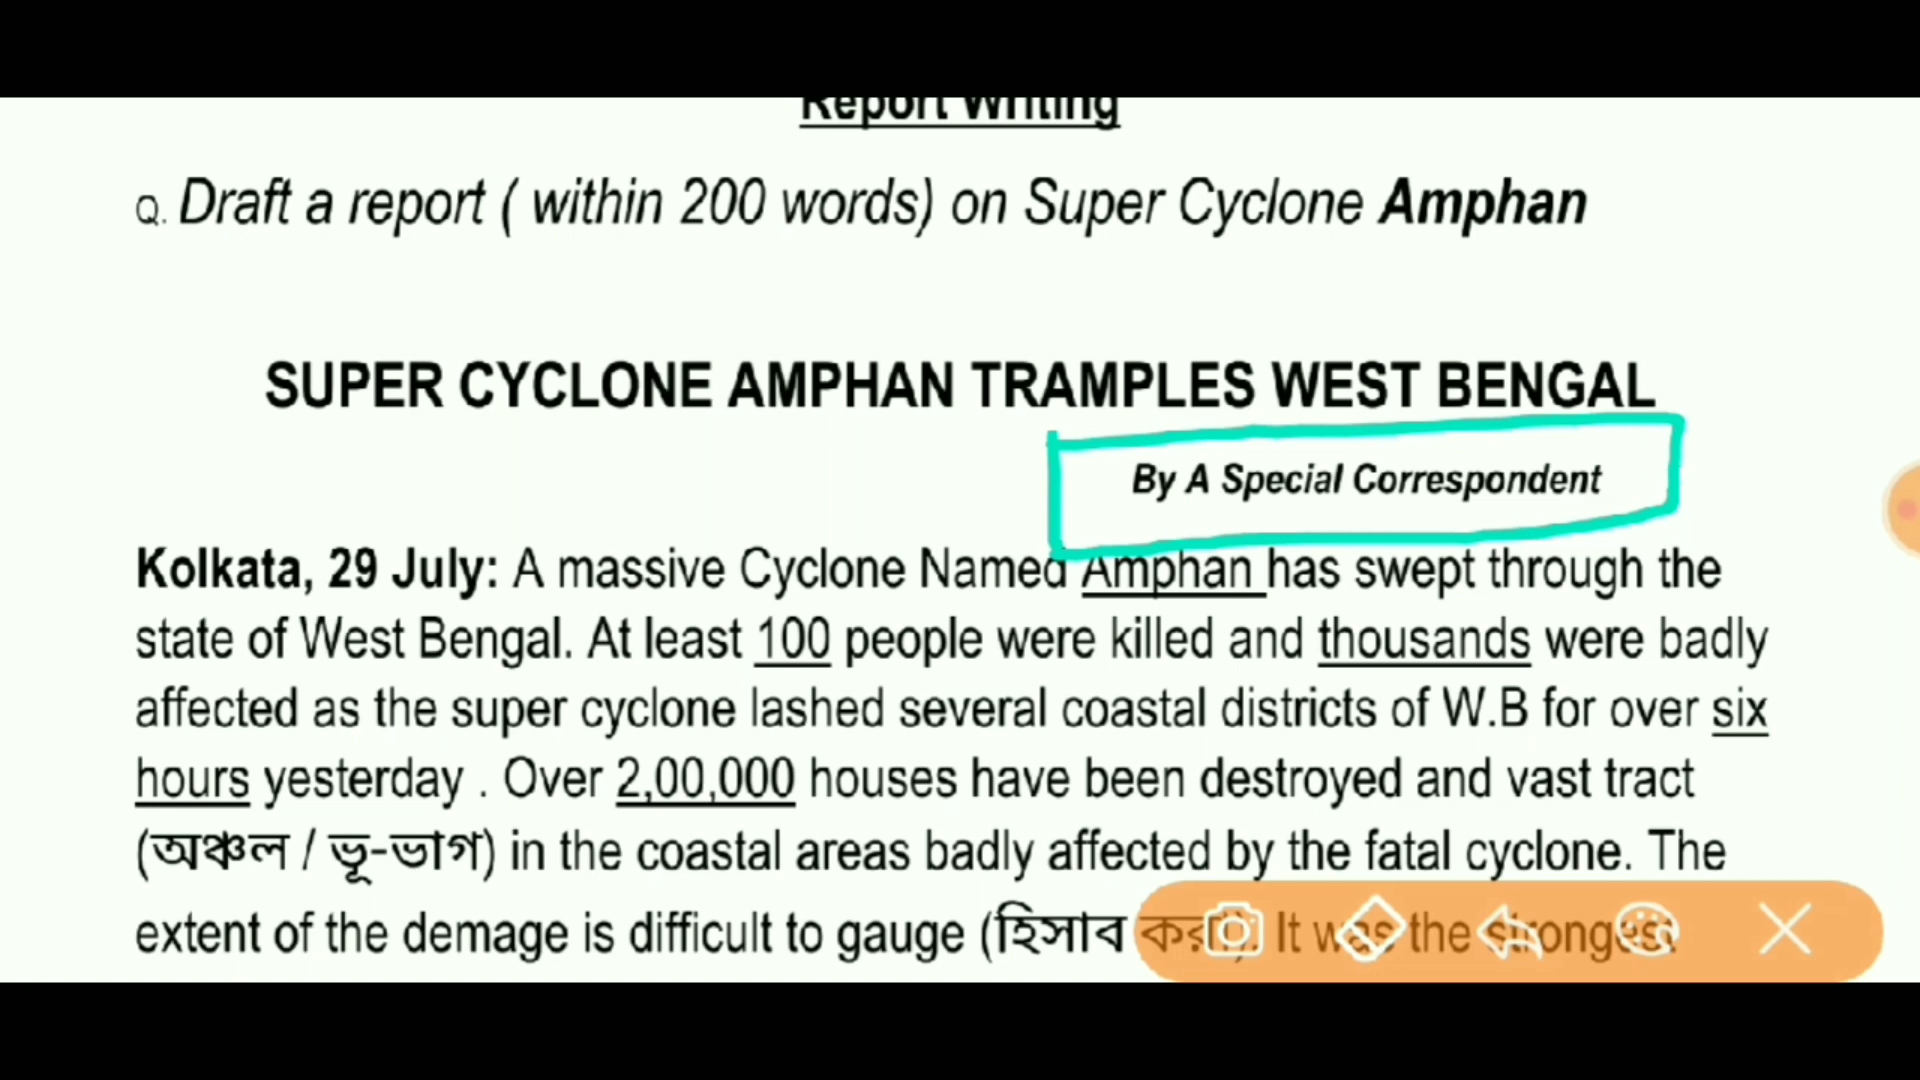 Report Writing
Q. Draft a report ( within 200 words) on Super Cyclone Amphan
SUPER CYCLONE AMPHAN TRAMPLES WEST BENGAL
By A Special Correspondent
Kolkata, 29 July: A massive Cyclone Named Amphan has swept through the
state of West Bengal. At least 100 people were killed and thousands were badly
affected as the super cyclone lashed several coastal districts of W.B for over six
hours yesterday . Over 2,00,000 houses have been destroyed and vast tract
(অঞ্চল / ভূ-ভাগ) in the coastal areas badly affected by the fatal cyclone. The
extent of the demage is difficult to gauge (হিসাব করা). It was the strongest